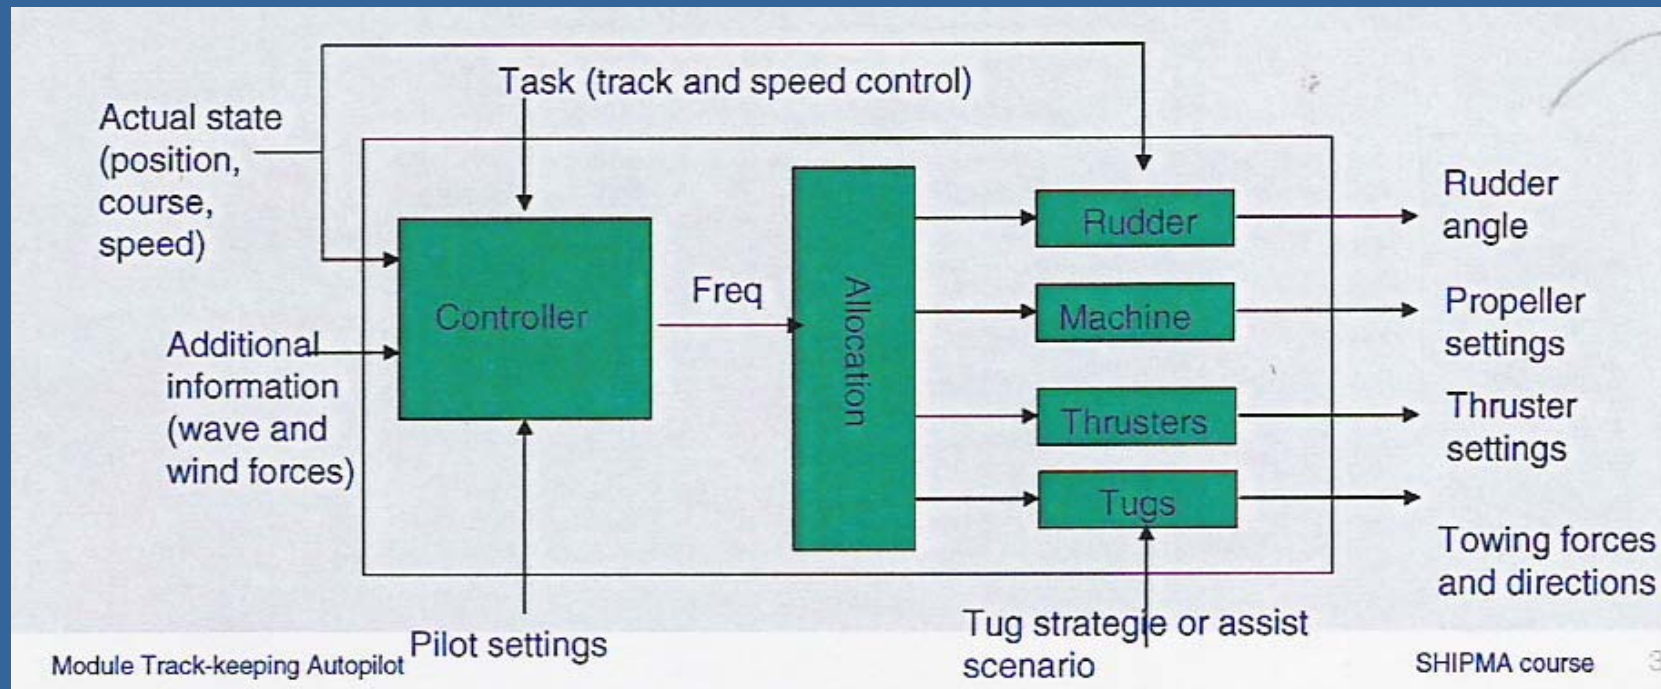 Task (track and speed control)
Actual state
(position,
course,
speed)
Additional
information
(wave and
wind forces)
Controller
Freq
Allocation
Rudder
Machine
Thrusters
Tugs
Rudder
angle
Propeller
settings
Thruster
settings
Towing forces
and directions
Pilot settings
Tug strategie or assist
scenario
Module Track-keeping Autopilot
SHIPMA course
3